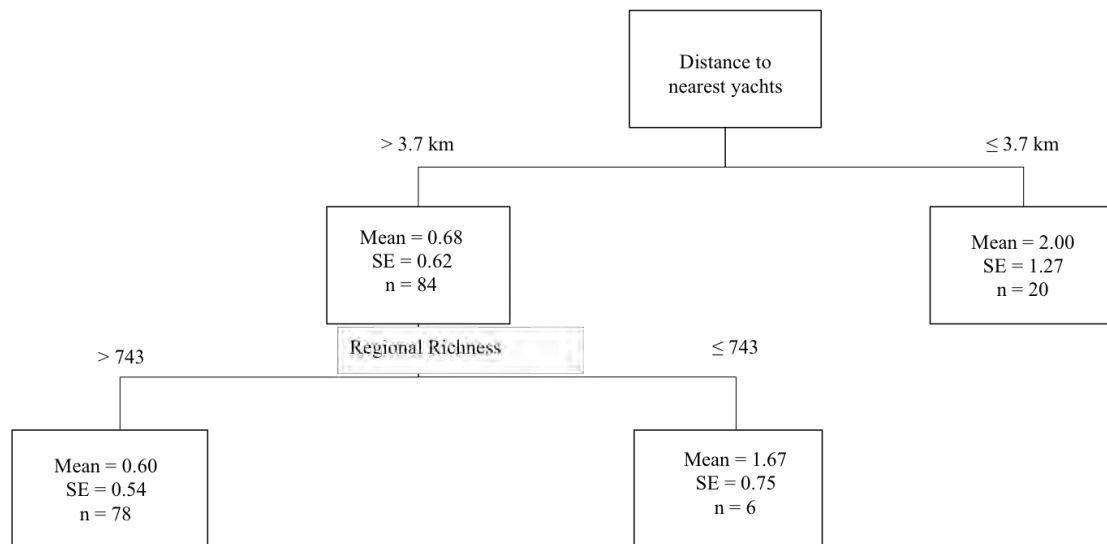 Distance to
nearest yachts
> 3.7 km
≤ 3.7 km
Mean = 0.68
SE = 0.62
n = 84
Mean = 2.00
SE = 1.27
n = 20
Regional Richness
> 743
≤ 743
Mean = 0.60
SE = 0.54
n = 78
Mean = 1.67
SE = 0.75
n = 6